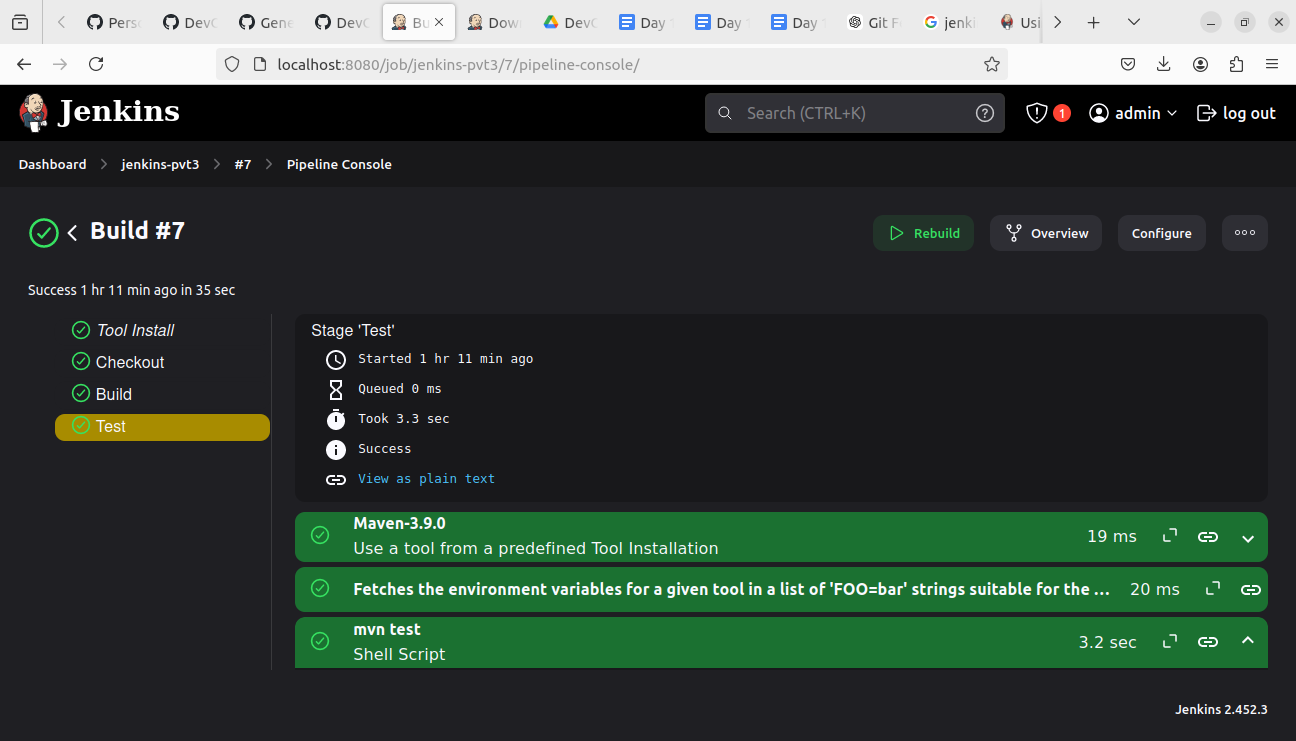 Pers
DevO
Gene
DevO
Bu
Down
DevO
Day
Day
Day
Git F
jenki
Usi
localhost:8080/job/jenkins-pvt3/7/pipeline-console/
Jenkins
Search (CTRL+K)
1
admin
log out
Dashboard
jenkins-pvt3
#7
Pipeline Console
Build #7
Rebuild
Overview
Configure
Success 1 hr 11 min ago in 35 sec
Tool Install
Checkout
Build
Test
Stage 'Test'
Started 1 hr 11 min ago
Queued 0 ms
Took 3.3 sec
Success
View as plain text
Maven-3.9.0
Use a tool from a predefined Tool Installation
19 ms
Fetches the environment variables for a given tool in a list of 'FOO=bar' strings suitable for the ...
20 ms
mvn test
Shell Script
3.2 sec
Jenkins 2.452.3